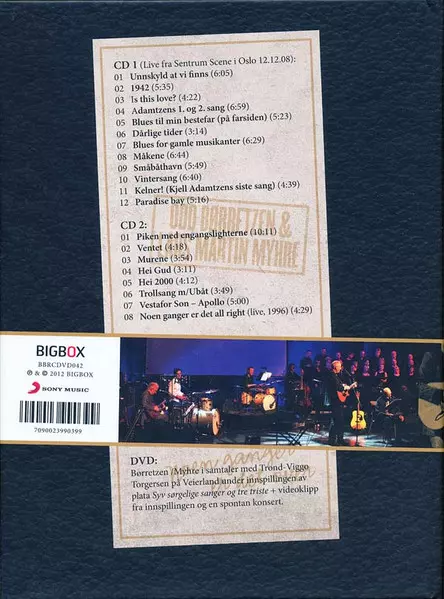 CD 1 (Live fra Sentrum Scene i Oslo 12.12.08):
01 Unnskyld at vi finns (6:05)
02 1942 (5:35)
03 Is this love? (4:22)
04 Adamtzens 1. og 2. sang (6:59)
05 Blues til min bestefar (på farsiden) (5:23)
06 Dårlige tider (3:14)
07 Blues for gamle musikanter (6:29)
08 Måkene (6:44)
09 Småbåthavn (5:49)
10 Vintersang (6:40)
11 Kelner! (Kjell Adamtzens siste sang) (4:39)
12 Paradise bay (5:16)
ODD BØRRETZEN &
MARTIN MYHRE
CD 2:
01 Piken med engangslighterne (10:11)
02 Ventet (4:18)
03 Murene (3:54)
04 Hei Gud (3:11)
05 Hei 2000 (4:12)
06 Trollsang m/Ubåt (3:49)
07 Vestafor Son – Apollo (5:00)
08 Noen ganger er det all right (live, 1996) (4:29)
BIGBOX
BBRCDVD042
℗ & © 2012 BIGBOX
SONY MUSIC
7090023990399
DVD:
Børretzen / Myhre i samtaler med Trond-Viggo
Torgersen på Veierland under innspillingen av
plata Syv sørgelige sanger og tre triste + videoklipp
fra innspillingen og en spontan konsert.